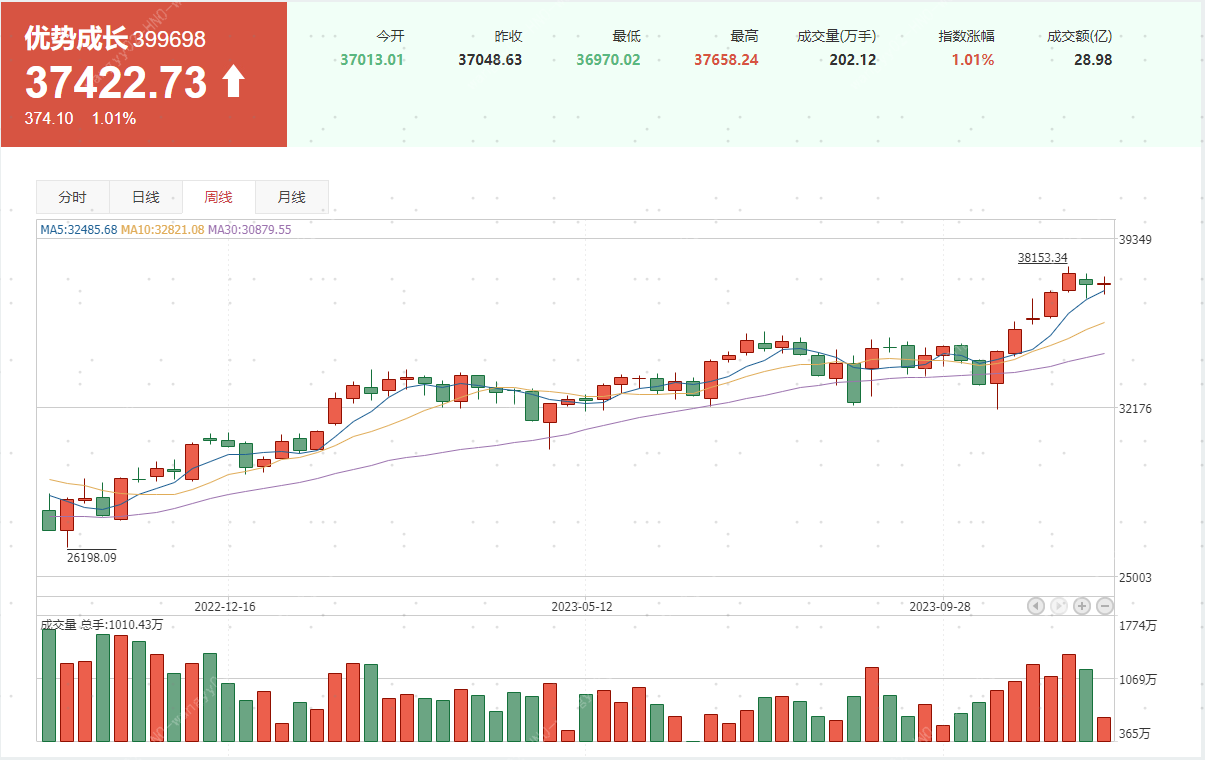 优势成长 399698
37422.73
374.10 1.01%
今开 昨收 最低 最高 成交量(万手) 指数涨幅 成交额(亿)
37013.01 37048.63 36970.02 37658.24 202.12 1.01% 28.98
分时 日线 周线 月线
MA5:32485.68 MA10:32821.08 MA30:30879.55
39349
38153.34
32176
26198.09
25003
2022-12-16 2023-05-12 2023-09-28
成交量 总手:1010.43万
1774万
1069万
365万